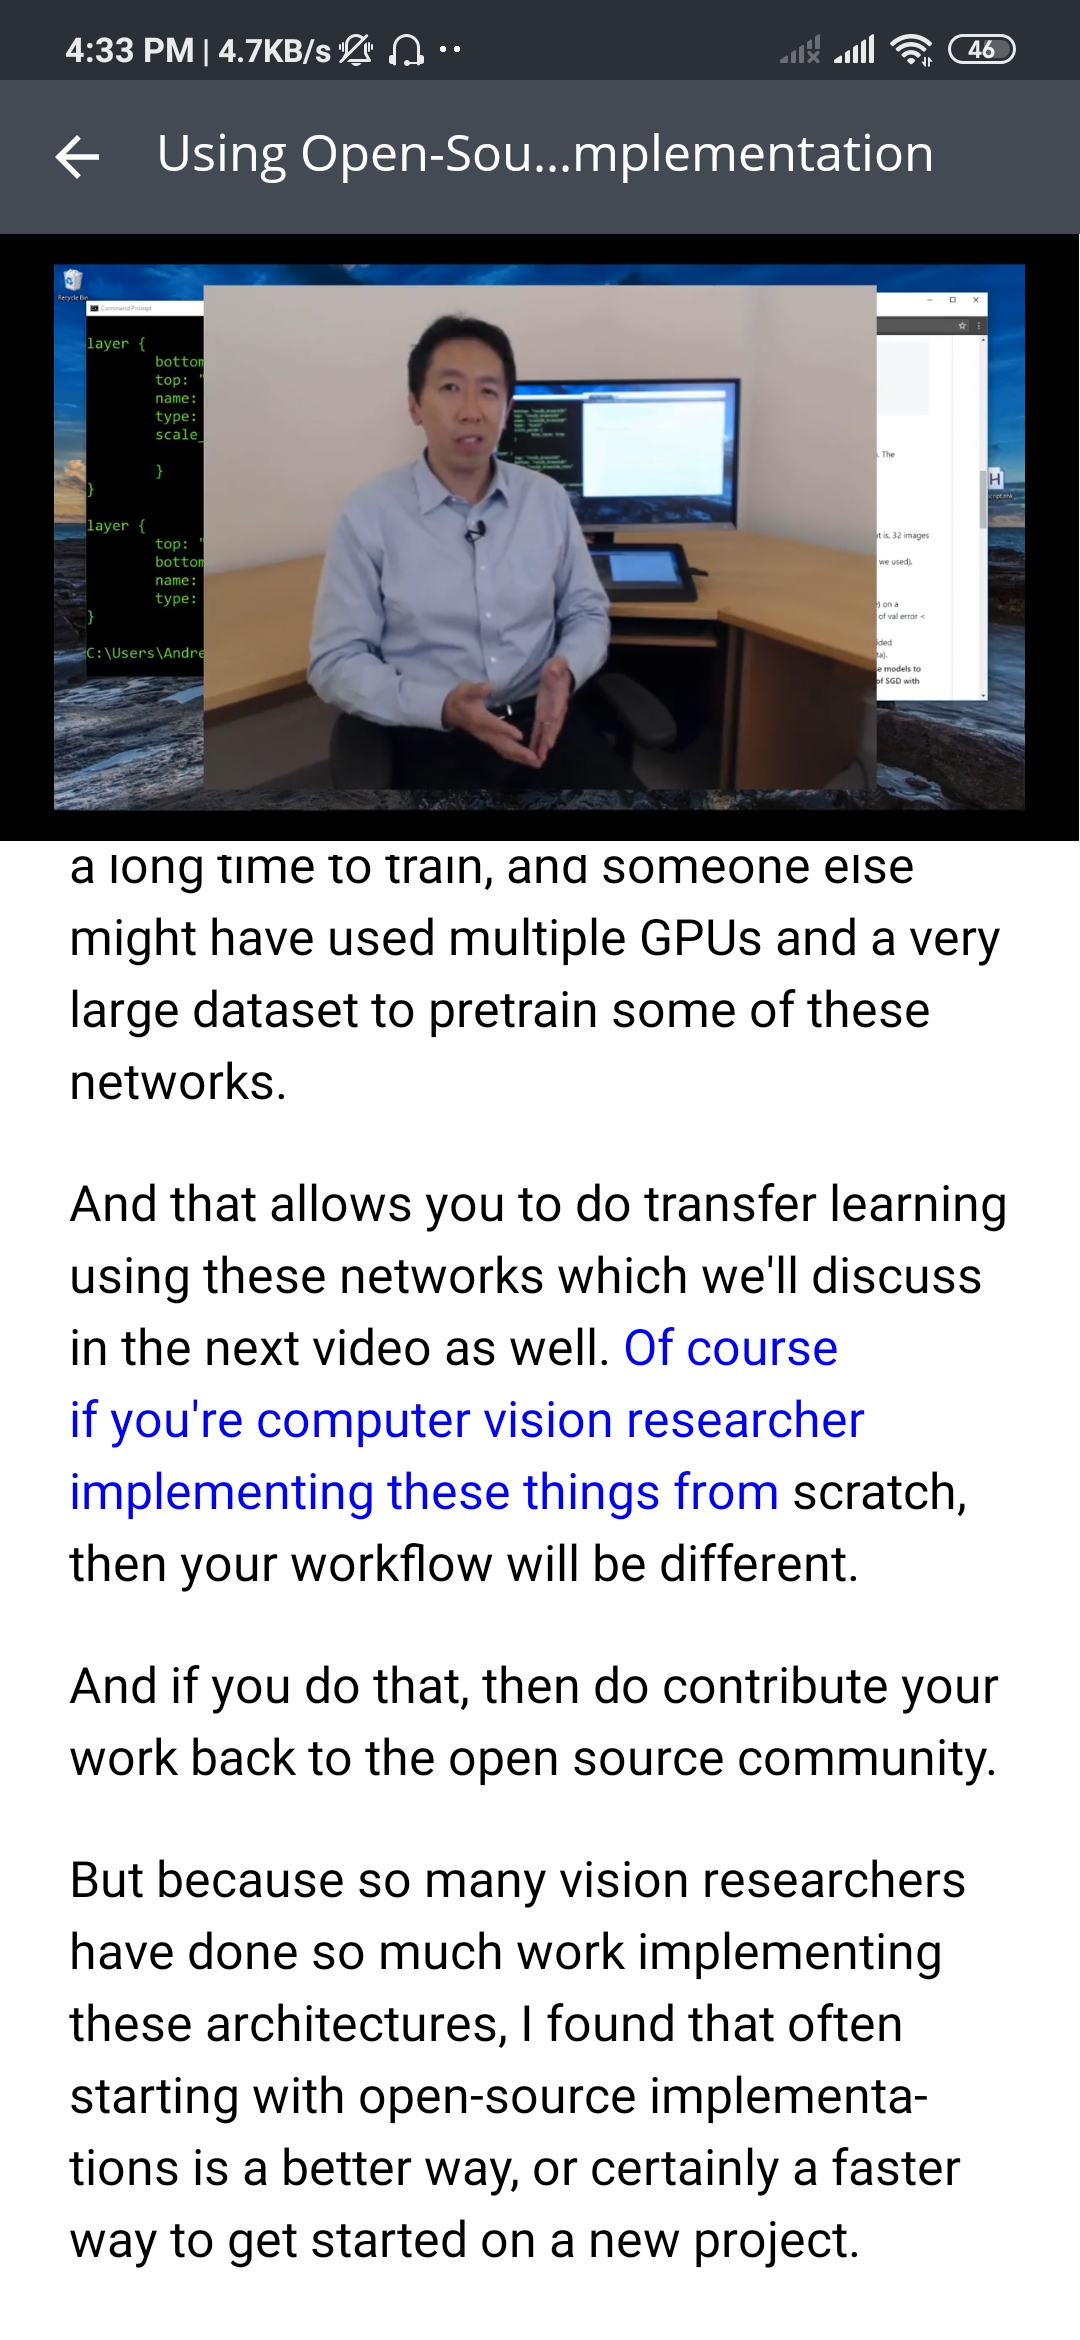 4:33 PM | 4.7KB/s
46
Using Open-Sou...mplementation
Recycle Bin
Command Prompt
layer {
bottom
top: "
name:
type:
scale_
}
}
layer {
top: "
bottom
name:
type:
}
C:\Users\Andre
. The
t is, 32 images
we used).
) on a
of val error <
ided
ta).
e models to
of SGD with
H
a long time to train, and someone else
might have used multiple GPUs and a very
large dataset to pretrain some of these
networks.
And that allows you to do transfer learning
using these networks which we'll discuss
in the next video as well. Of course
if you're computer vision researcher
implementing these things from scratch,
then your workflow will be different.
And if you do that, then do contribute your
work back to the open source community.
But because so many vision researchers
have done so much work implementing
these architectures, I found that often
starting with open-source implementa-
tions is a better way, or certainly a faster
way to get started on a new project.